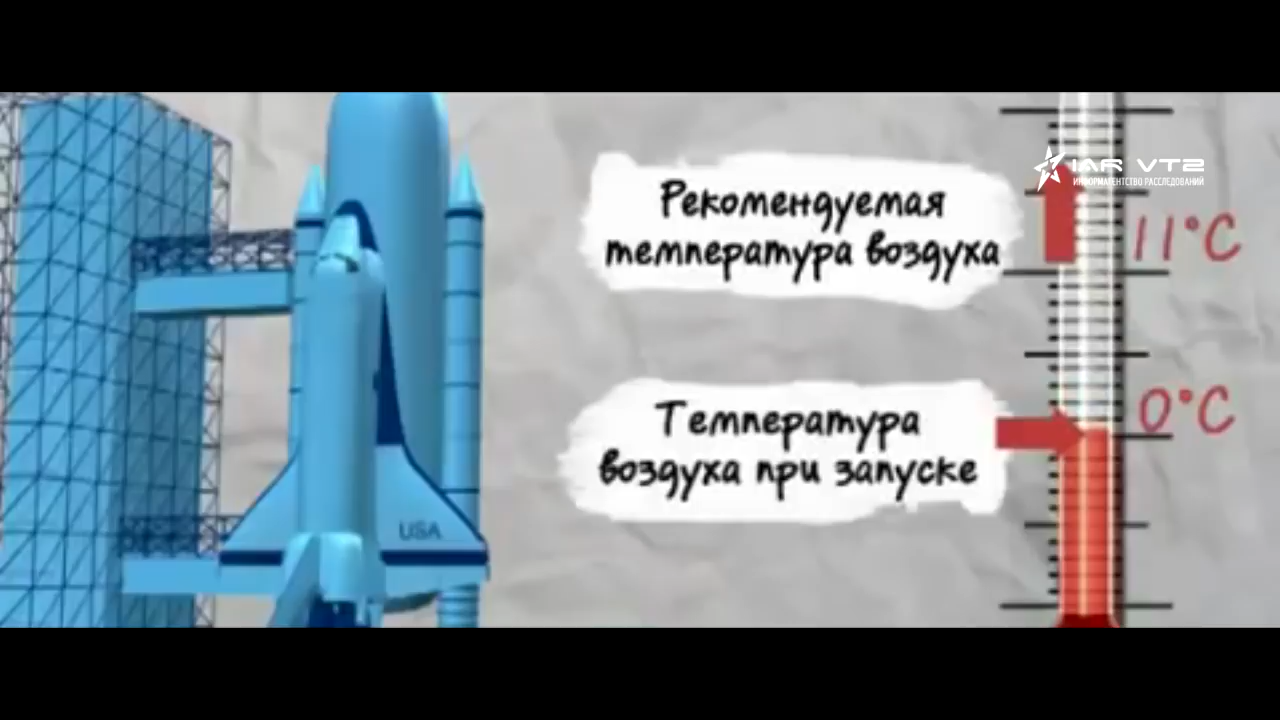 IAR VT2
ИНФОРМАГЕНТСТВО РАССЛЕДОВАНИЙ
Рекомендуемая
температура воздуха
11°C
0°C
Температура
воздуха при запуске
USA